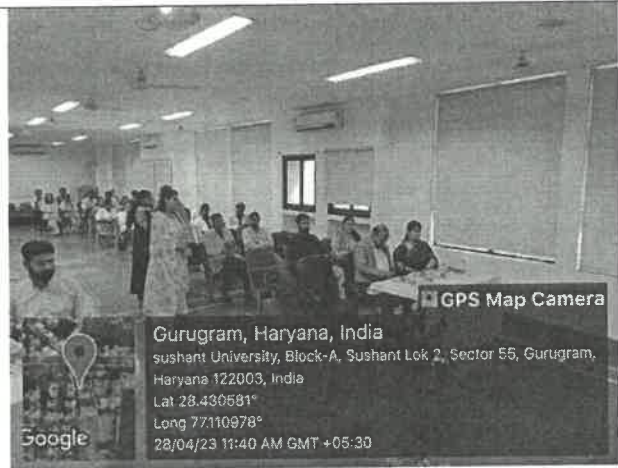 GPS Map Camera
Gurugram, Haryana, India
sushant University, Block-A, Sushant Lok 2, Sector 55, Gurugram,
Haryana 122003, India
Lat 28.430581°
Long 77.110978°
28/04/23 11:40 AM GMT +05:30
Google